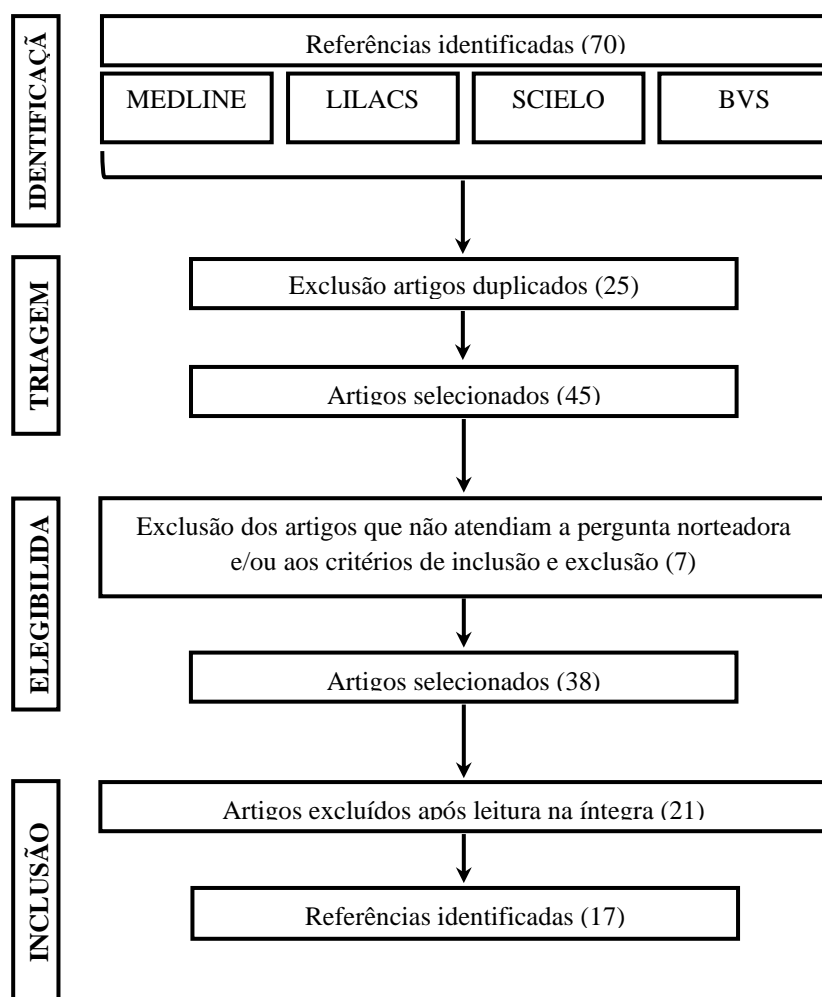 IDENTIFICAÇÃ
Referências identificadas (70)
MEDLINE
LILACS
SCIELO
BVS
TRIAGEM
Exclusão artigos duplicados (25)
Artigos selecionados (45)
ELEGIBILIDA
Exclusão dos artigos que não atendiam a pergunta norteadora
e/ou aos critérios de inclusão e exclusão (7)
Artigos selecionados (38)
INCLUSÃO
Artigos excluídos após leitura na íntegra (21)
Referências identificadas (17)